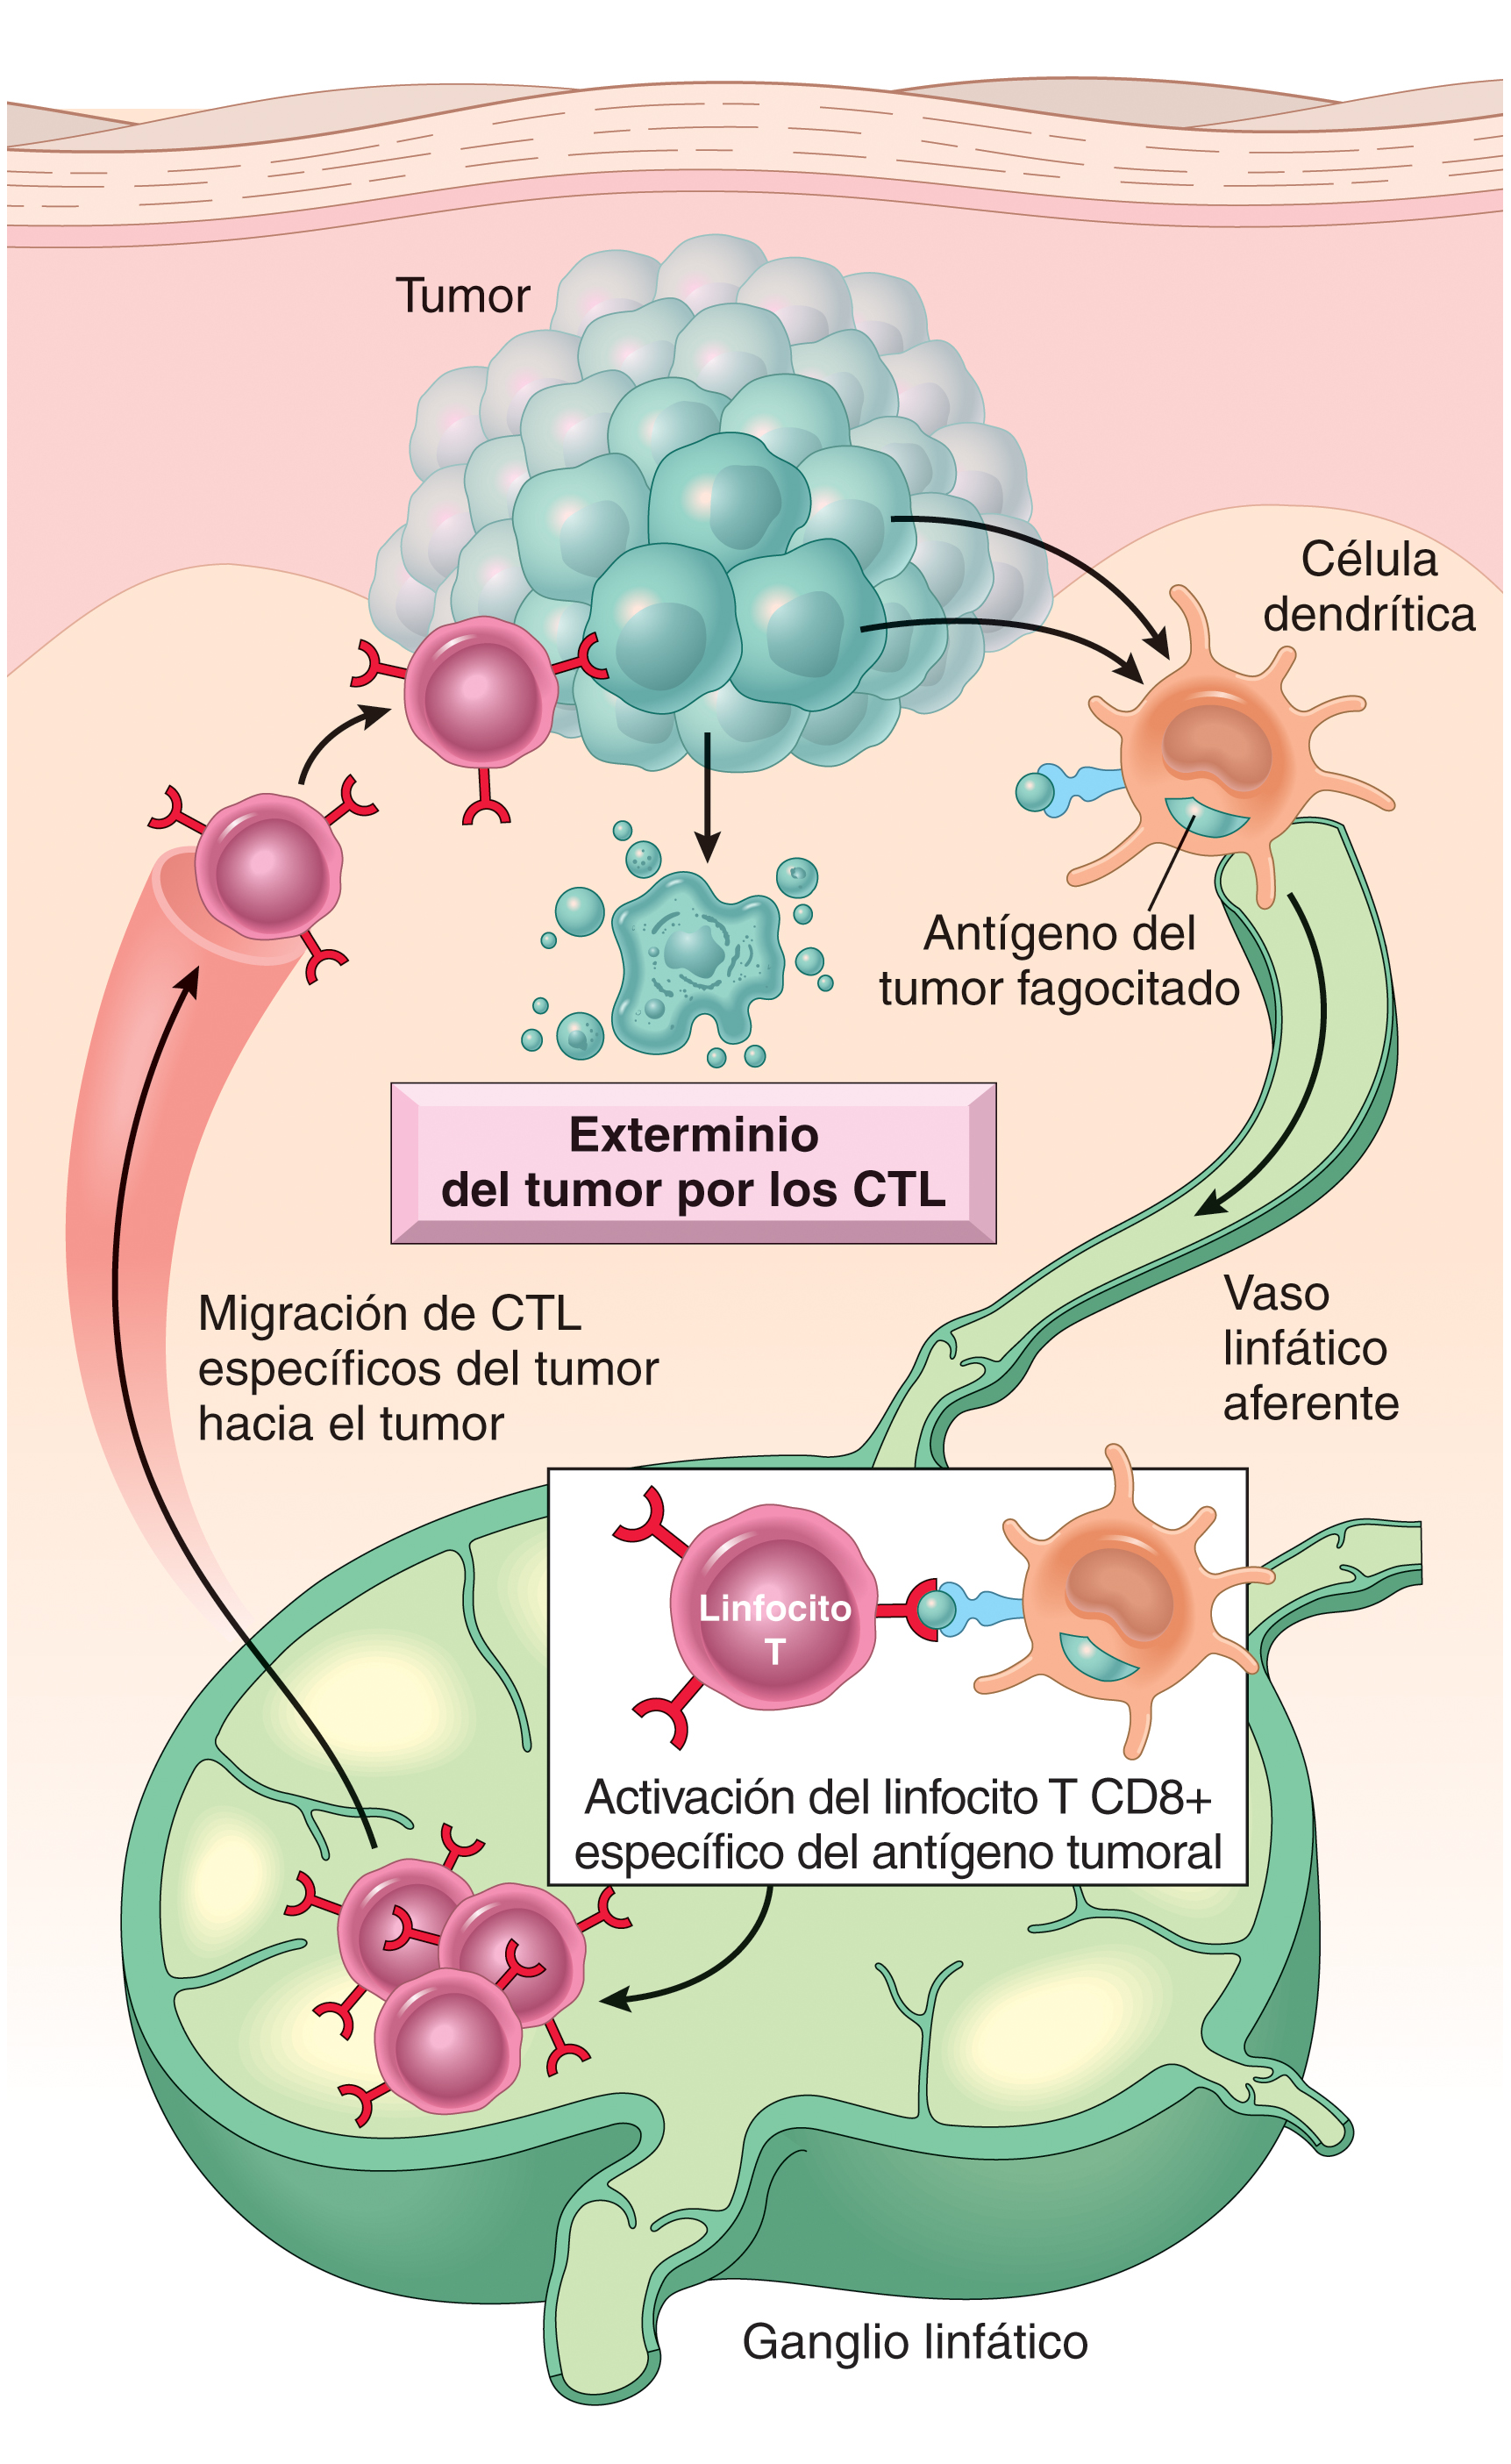 Tumor
Célula
dendrítica
Antígeno del
tumor fagocitado
Exterminio
del tumor por los CTL
Migración de CTL
específicos del tumor
hacia el tumor
Vaso
linfático
aferente
Linfocito
T
Activación del linfocito T CD8+
específico del antígeno tumoral
Ganglio linfático